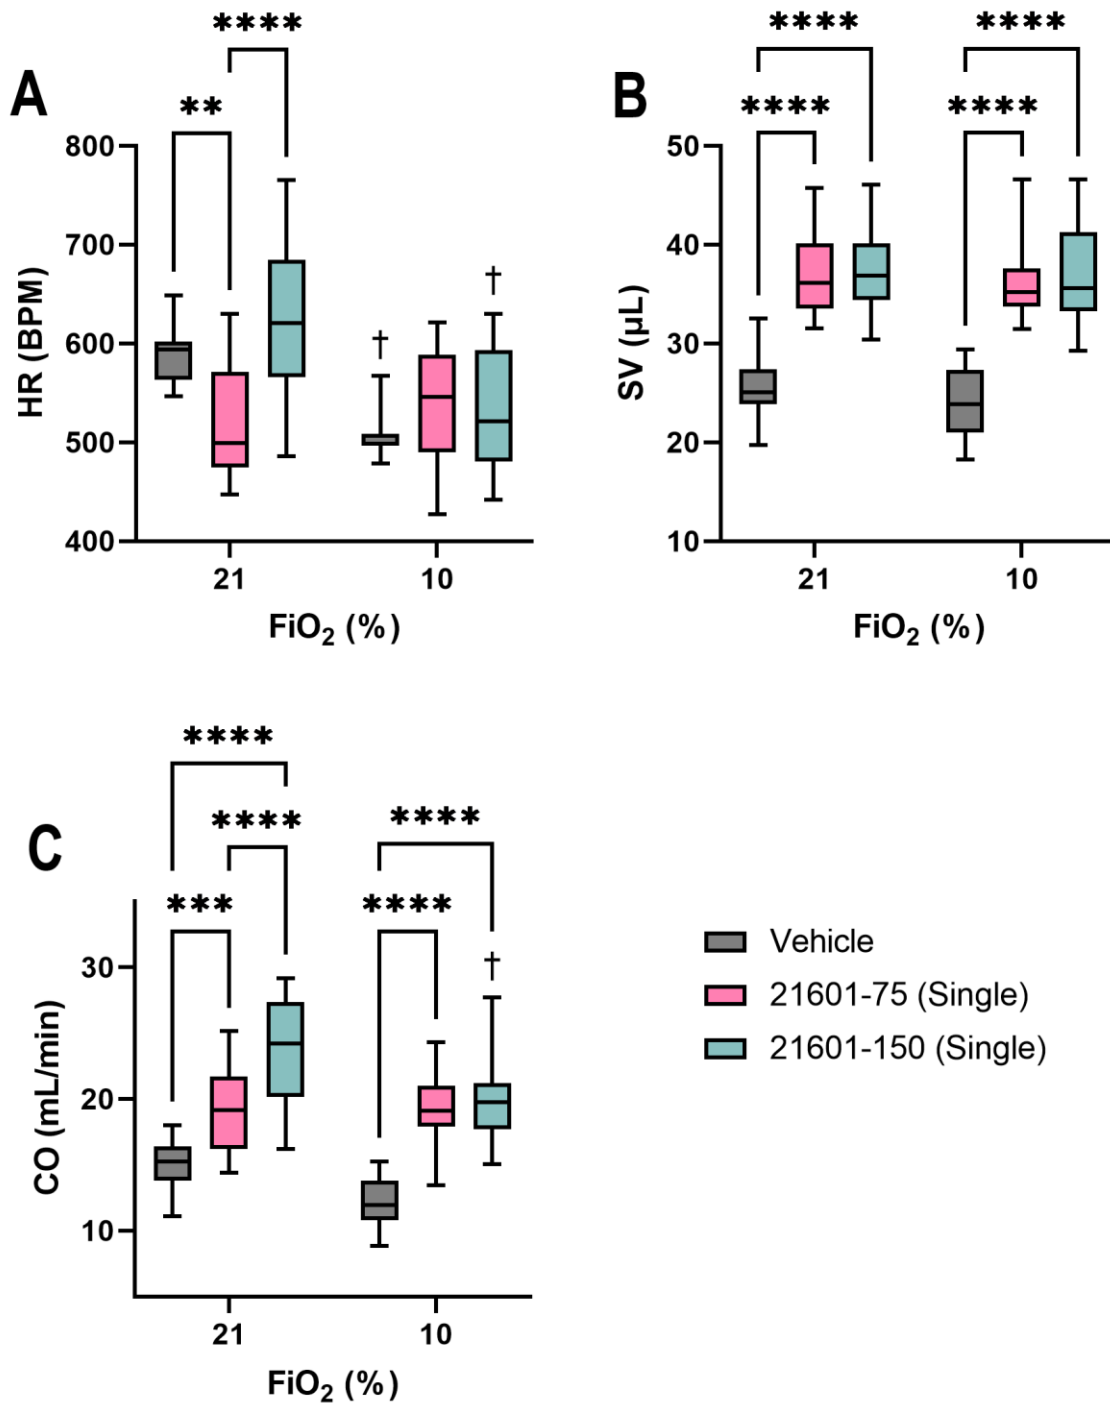 A
****
**
800
700
600
500
400
HR (BPM)
†
†
21
10
FiO₂ (%)
B
****
****
****
****
50
40
30
20
10
SV (µL)
21
10
FiO₂ (%)
C
****
****
***
****
****
†
30
20
10
CO (mL/min)
21
10
FiO₂ (%)
Vehicle
21601-75 (Single)
21601-150 (Single)